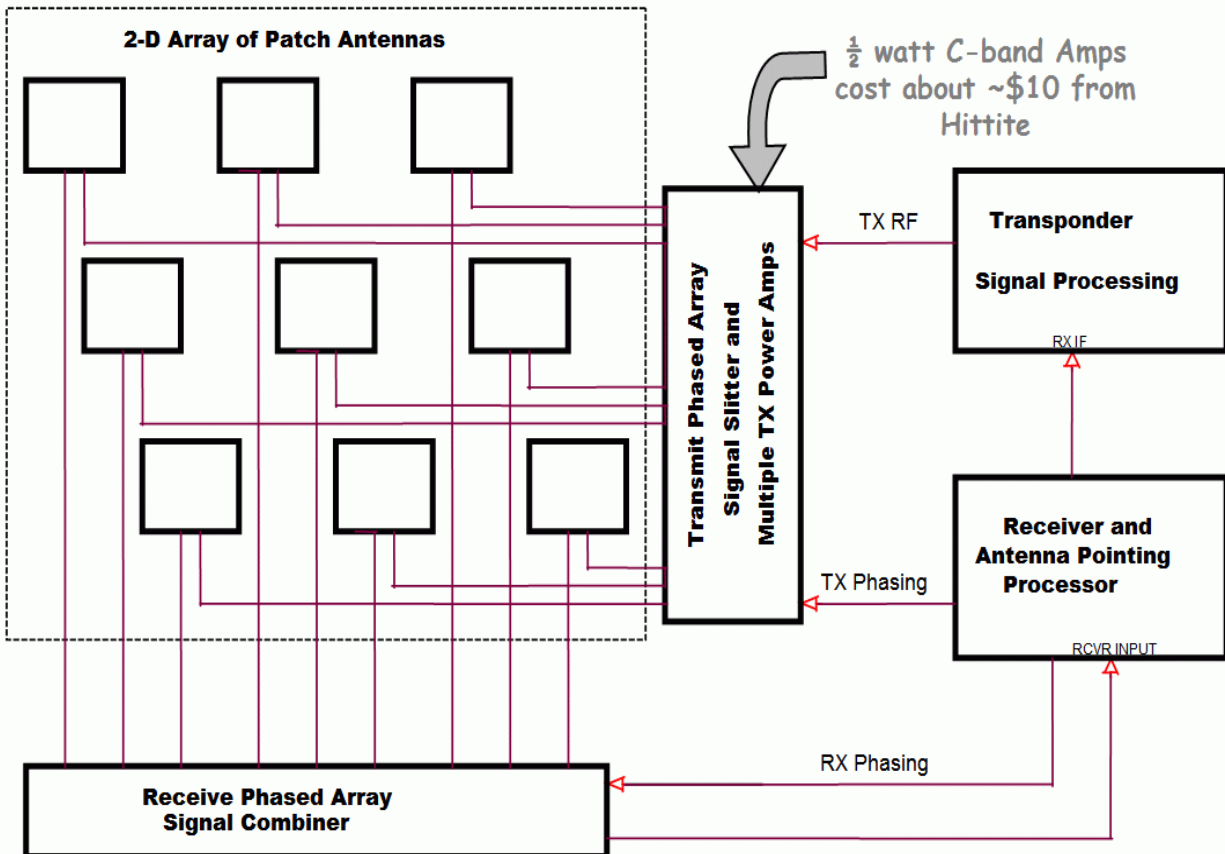 2-D Array of Patch Antennas
½ watt C-band Amps
cost about ~$10 from
Hittite
Transmit Phased Array
Signal Slitter and
Multiple TX Power Amps
TX RF
Transponder
Signal Processing
RX IF
TX Phasing
Receiver and
Antenna Pointing
Processor
RCVR INPUT
RX Phasing
Receive Phased Array
Signal Combiner